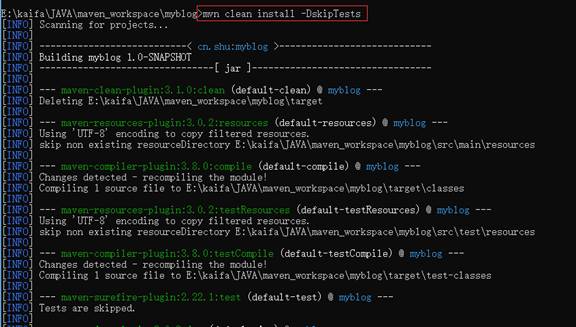 E:\kaifa\JAVA\maven_workspace\myblog>mvn clean install -DskipTests
[INFO] Scanning for projects...
[INFO]
[INFO] -----------------------------< cn.shu:myblog >-----------------------------
[INFO] Building myblog 1.0-SNAPSHOT
[INFO] --------------------------------[ jar ]---------------------------------
[INFO]
[INFO] --- maven-clean-plugin:3.1.0:clean (default-clean) @ myblog ---
[INFO] Deleting E:\kaifa\JAVA\maven_workspace\myblog\target
[INFO]
[INFO] --- maven-resources-plugin:3.0.2:resources (default-resources) @ myblog ---
[INFO] Using 'UTF-8' encoding to copy filtered resources.
[INFO] skip non existing resourceDirectory E:\kaifa\JAVA\maven_workspace\myblog\src\main\resources
[INFO]
[INFO] --- maven-compiler-plugin:3.8.0:compile (default-compile) @ myblog ---
[INFO] Changes detected - recompiling the module!
[INFO] Compiling 1 source file to E:\kaifa\JAVA\maven_workspace\myblog\target\classes
[INFO]
[INFO] --- maven-resources-plugin:3.0.2:testResources (default-testResources) @ myblog ---
[INFO] Using 'UTF-8' encoding to copy filtered resources.
[INFO] skip non existing resourceDirectory E:\kaifa\JAVA\maven_workspace\myblog\src\test\resources
[INFO]
[INFO] --- maven-compiler-plugin:3.8.0:testCompile (default-testCompile) @ myblog ---
[INFO] Changes detected - recompiling the module!
[INFO] Compiling 1 source file to E:\kaifa\JAVA\maven_workspace\myblog\target\test-classes
[INFO]
[INFO] --- maven-surefire-plugin:2.22.1:test (default-test) @ myblog ---
[INFO] Tests are skipped.
[INFO]